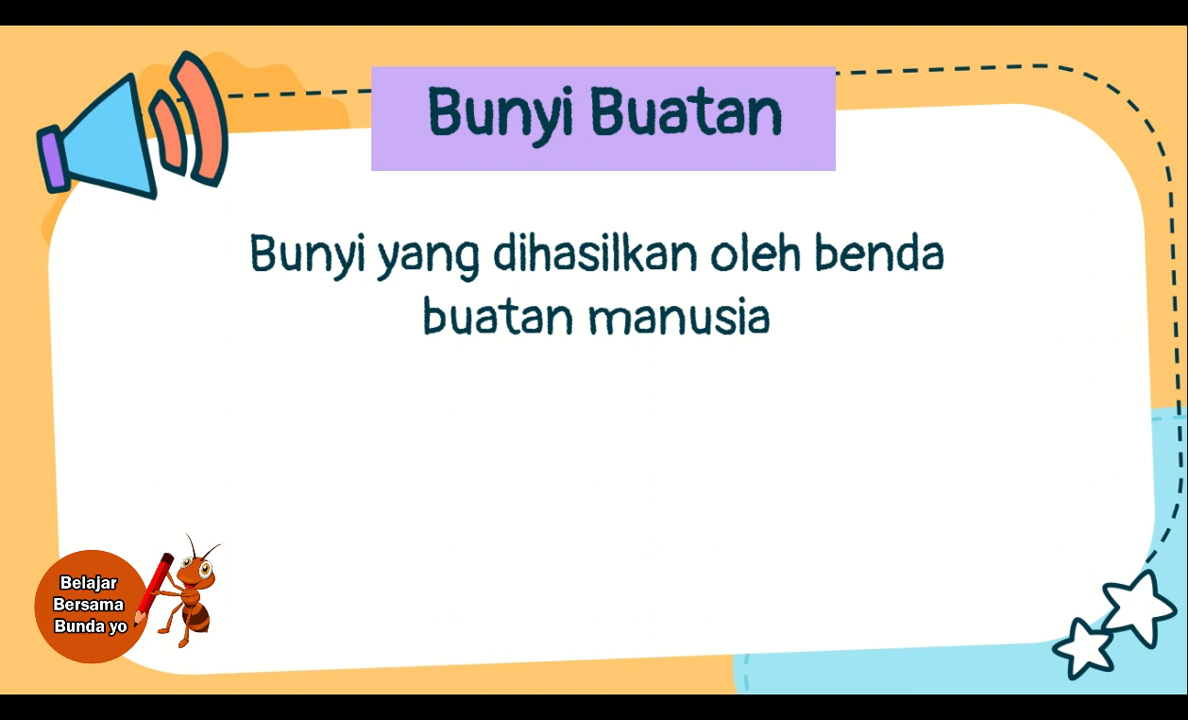 Bunyi Buatan
Bunyi yang dihasilkan oleh benda
buatan manusia
Belajar
Bersama
Bunda yo